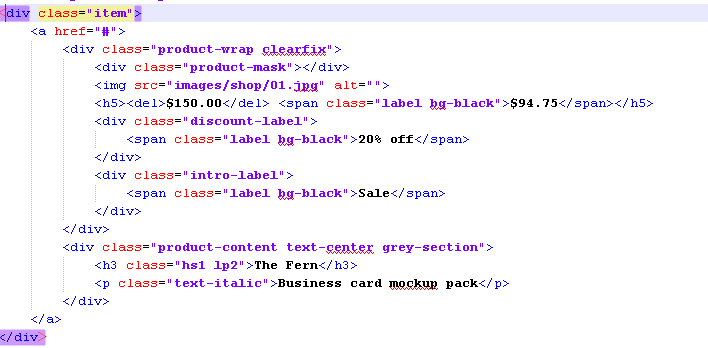 <div class="item">
<a href="#">
<div class="product-wrap clearfix">
<div class="product-mask"></div>
<img src="images/shop/01.jpg" alt="">
<h5><del>$150.00</del> <span class="label bg-black">$94.75</span></h5>
<div class="discount-label">
<span class="label bg-black">20% off</span>
</div>
<div class="intro-label">
<span class="label bg-black">Sale</span>
</div>
</div>
<div class="product-content text-center grey-section">
<h3 class="hs1 lp2">The Fern</h3>
<p class="text-italic">Business card mockup pack</p>
</div>
</a>
</div>